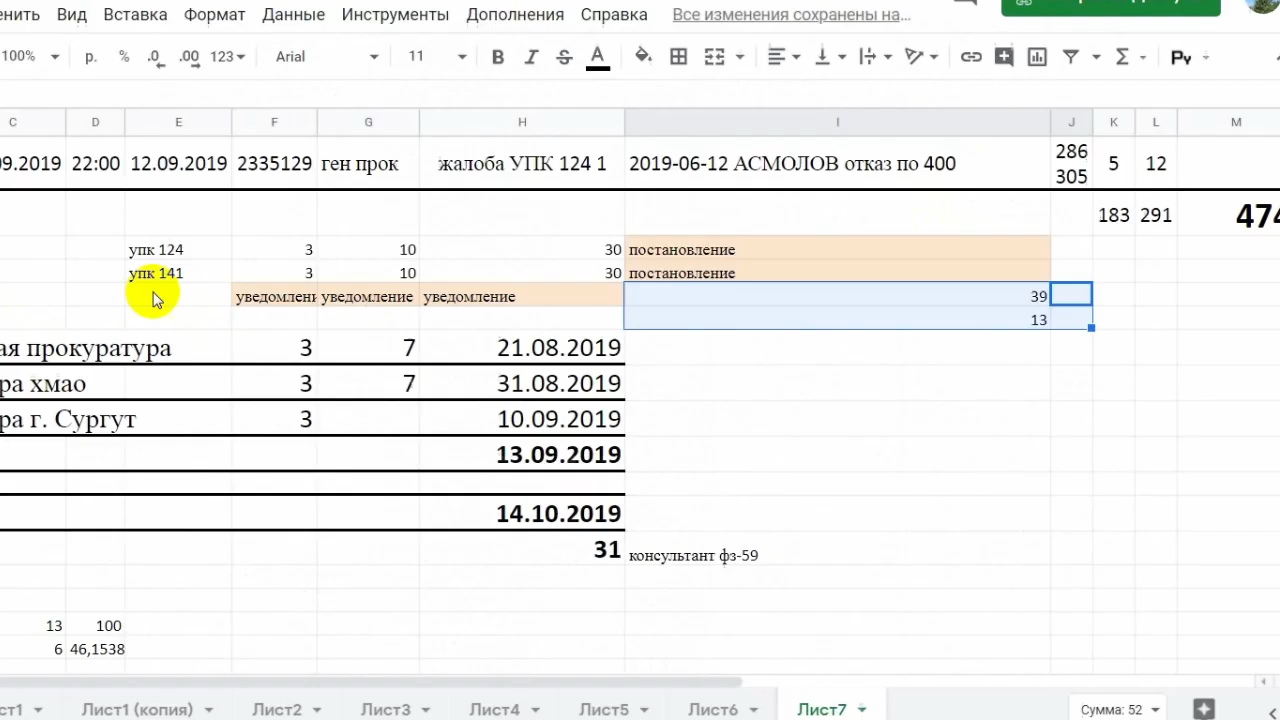 енить Вид Вставка Формат Данные Инструменты Дополнения Справка Все изменения сохранены на…
100% р. % .0 .00 123 Arial 11 B I S A Ру
C D E F G H I J K L M
09.2019 22:00 12.09.2019 2335129 ген прок жалоба УПК 124 1 2019-06-12 АСМОЛОВ отказ по 400 286 305 5 12
183 291 474
упк 124 3 10 30 постановление
упк 141 3 10 30 постановление
уведомлени уведомление уведомление 39
13
ая прокуратура 3 7 21.08.2019
ра хмао 3 7 31.08.2019
ра г. Сургут 3 10.09.2019
13.09.2019
14.10.2019
31 консультант фз-59
13 100
6 46,1538
ст1 Лист1 (копия) Лист2 Лист3 Лист4 Лист5 Лист6 Лист7 Сумма: 52